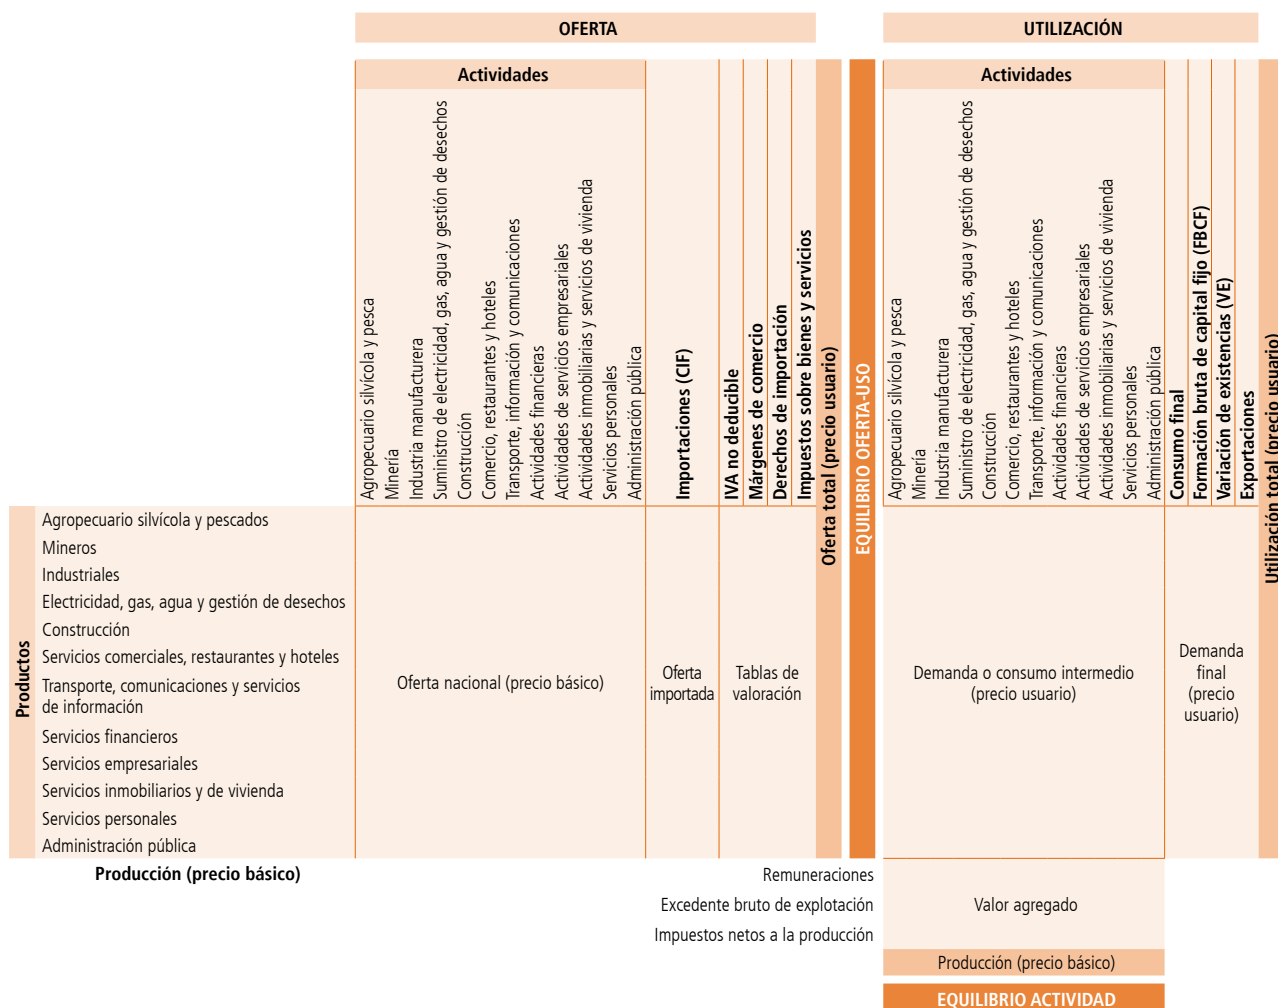 OFERTA
UTILIZACIÓN
Actividades
Agropecuario silvícola y pesca
Minería
Industria manufacturera
Suministro de electricidad, gas, agua y gestión de desechos
Construcción
Comercio, restaurantes y hoteles
Transporte, información y comunicaciones
Actividades financieras
Actividades de servicios empresariales
Actividades inmobiliarias y servicios de vivienda
Servicios personales
Administración pública
Importaciones (CIF)
IVA no deducible
Márgenes de comercio
Derechos de importación
Impuestos sobre bienes y servicios
Oferta total (precio usuario)
EQUILIBRIO OFERTA-USO
Actividades
Agropecuario silvícola y pesca
Minería
Industria manufacturera
Suministro de electricidad, gas, agua y gestión de desechos
Construcción
Comercio, restaurantes y hoteles
Transporte, información y comunicaciones
Actividades financieras
Actividades de servicios empresariales
Actividades inmobiliarias y servicios de vivienda
Servicios personales
Administración pública
Consumo final
Formación bruta de capital fijo (FBCF)
Variación de existencias (VE)
Exportaciones
Utilización total (precio usuario)
Productos
Agropecuario silvícola y pescados
Mineros
Industriales
Electricidad, gas, agua y gestión de desechos
Construcción
Servicios comerciales, restaurantes y hoteles
Transporte, comunicaciones y servicios
de información
Servicios financieros
Servicios empresariales
Servicios inmobiliarios y de vivienda
Servicios personales
Administración pública
Oferta nacional (precio básico)
Oferta
importada
Tablas de
valoración
Demanda o consumo intermedio
(precio usuario)
Demanda
final
(precio
usuario)
Producción (precio básico)
Remuneraciones
Excedente bruto de explotación
Impuestos netos a la producción
Valor agregado
Producción (precio básico)
EQUILIBRIO ACTIVIDAD